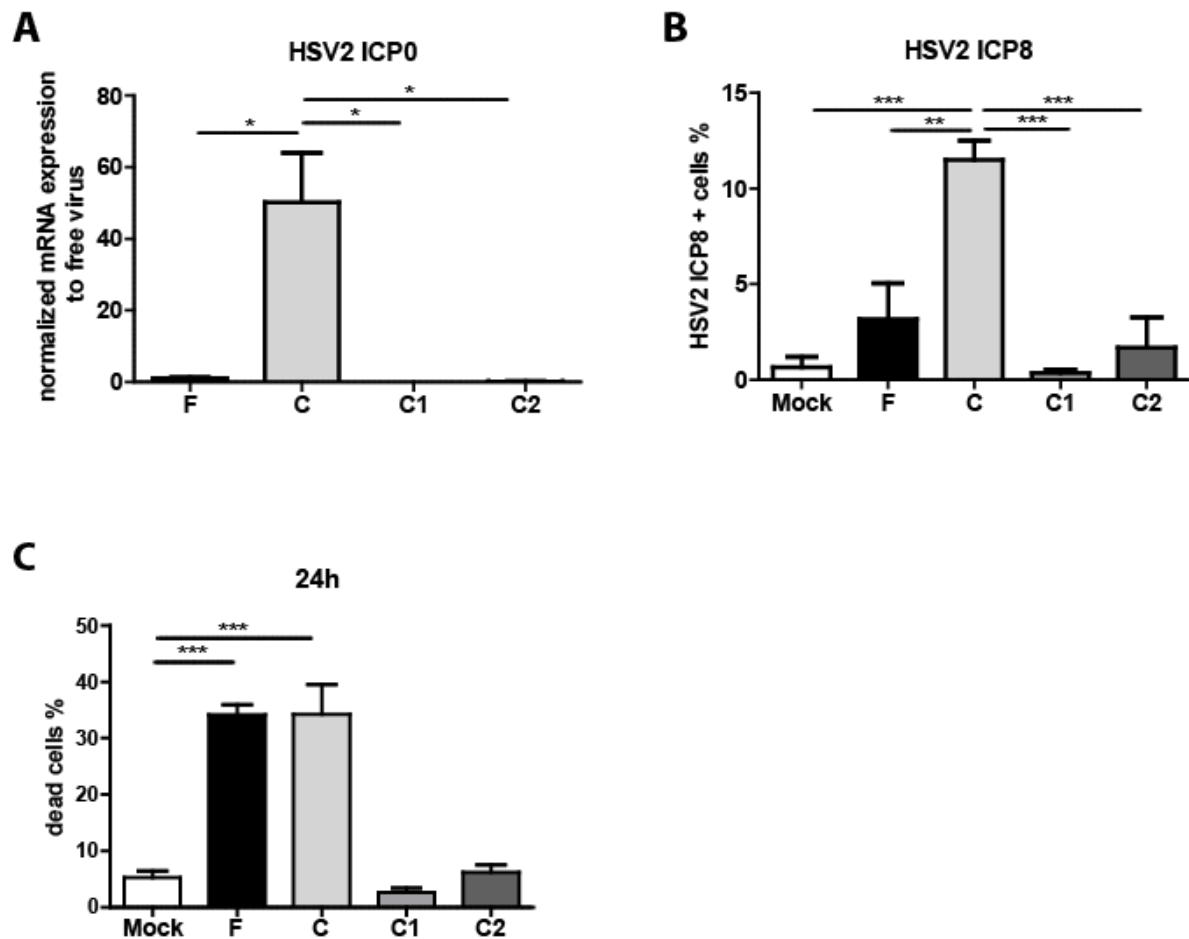 A
HSV2 ICP0
normalized mRNA expression
to free virus
80
60
40
20
0
*
*
*
F C C1 C2
B
HSV2 ICP8
HSV2 ICP8 + cells %
15
10
5
0
*** ***
** ***
Mock F C C1 C2
C
24h
dead cells %
50
40
30
20
10
0
***
***
Mock F C C1 C2